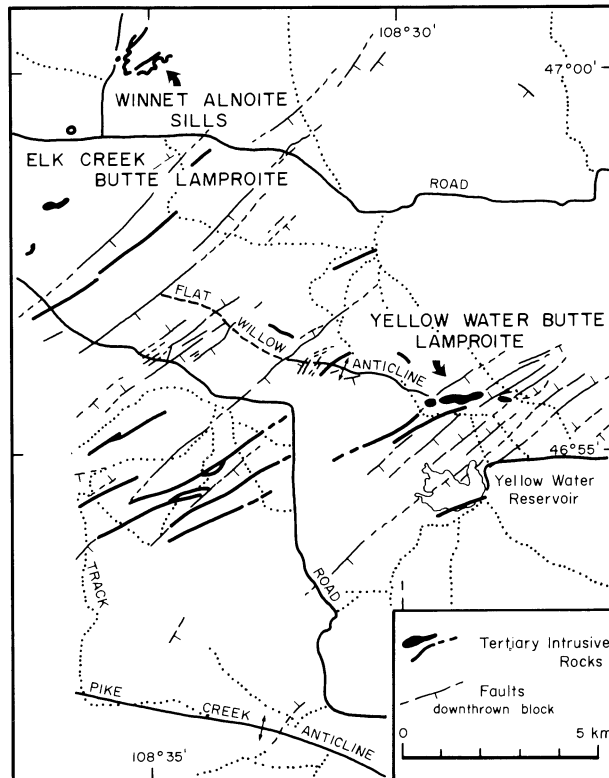 108°30'
47°00'
WINNET ALNOITE
SILLS
ELK CREEK
BUTTE LAMPROITE
ROAD
FLAT
WILLOW
ANTICLINE
YELLOW WATER BUTTE
LAMPROITE
46°55'
Yellow Water
Reservoir
TRACK
ROAD
PIKE
CREEK
ANTICLINE
108°35'
Tertiary Intrusive
Rocks
Faults
downthrown block
0 5 km